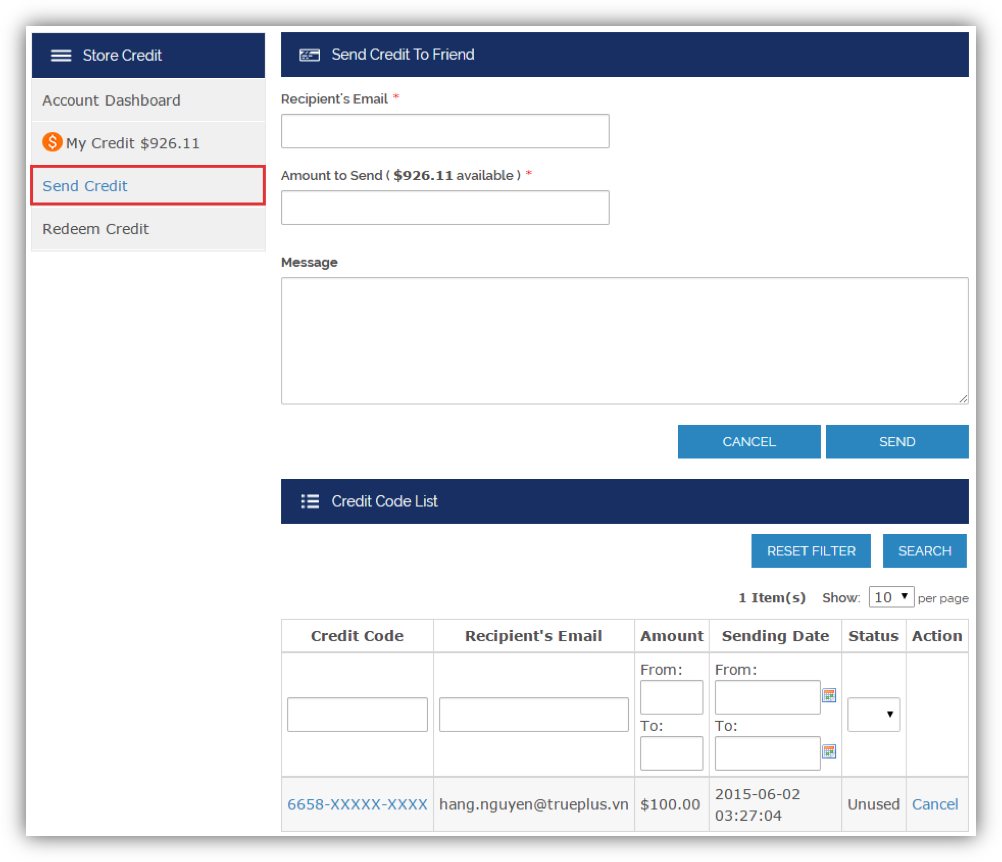 Store Credit
Account Dashboard
$ My Credit $926.11
Send Credit
Redeem Credit
Send Credit To Friend
Recipient's Email *
Amount to Send ( $926.11 available ) *
Message
CANCEL SEND
Credit Code List
RESET FILTER SEARCH
1 Item(s) Show: 10 per page
Credit Code Recipient's Email Amount Sending Date Status Action
From: From:
To: To:
6658-XXXXX-XXXX hang.nguyen@trueplus.vn $100.00 2015-06-02 Unused Cancel
03:27:04